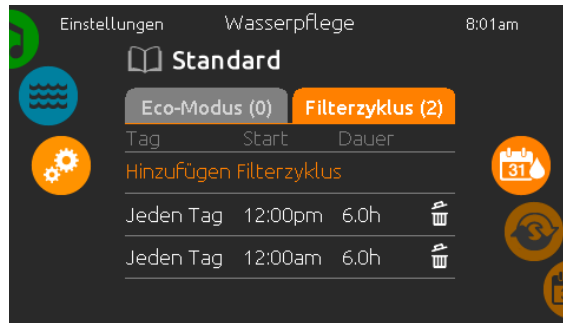 Einstellungen Wasserpflege 8:01am
Standard
Eco-Modus (0) Filterzyklus (2)
Tag Start Dauer
Hinzufügen Filterzyklus
31
Jeden Tag 12:00pm 6.0h
Jeden Tag 12:00am 6.0h